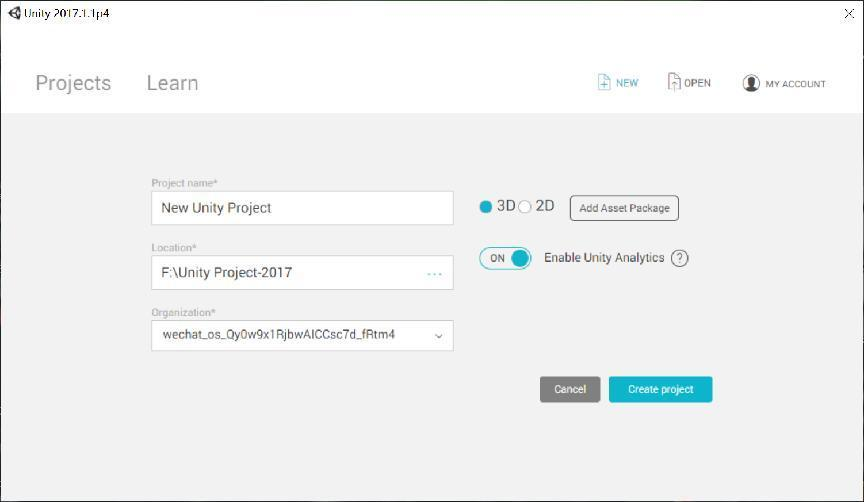 Unity 2017.1.1p4
Projects
Learn
NEW
OPEN
MY ACCOUNT
Project name*
New Unity Project
3D
2D
Add Asset Package
Location*
F:\Unity Project-2017
...
ON
Enable Unity Analytics
?
Organization*
wechat_os_Qy0w9x1RjbwAICCsc7d_fRtm4
Cancel
Create project